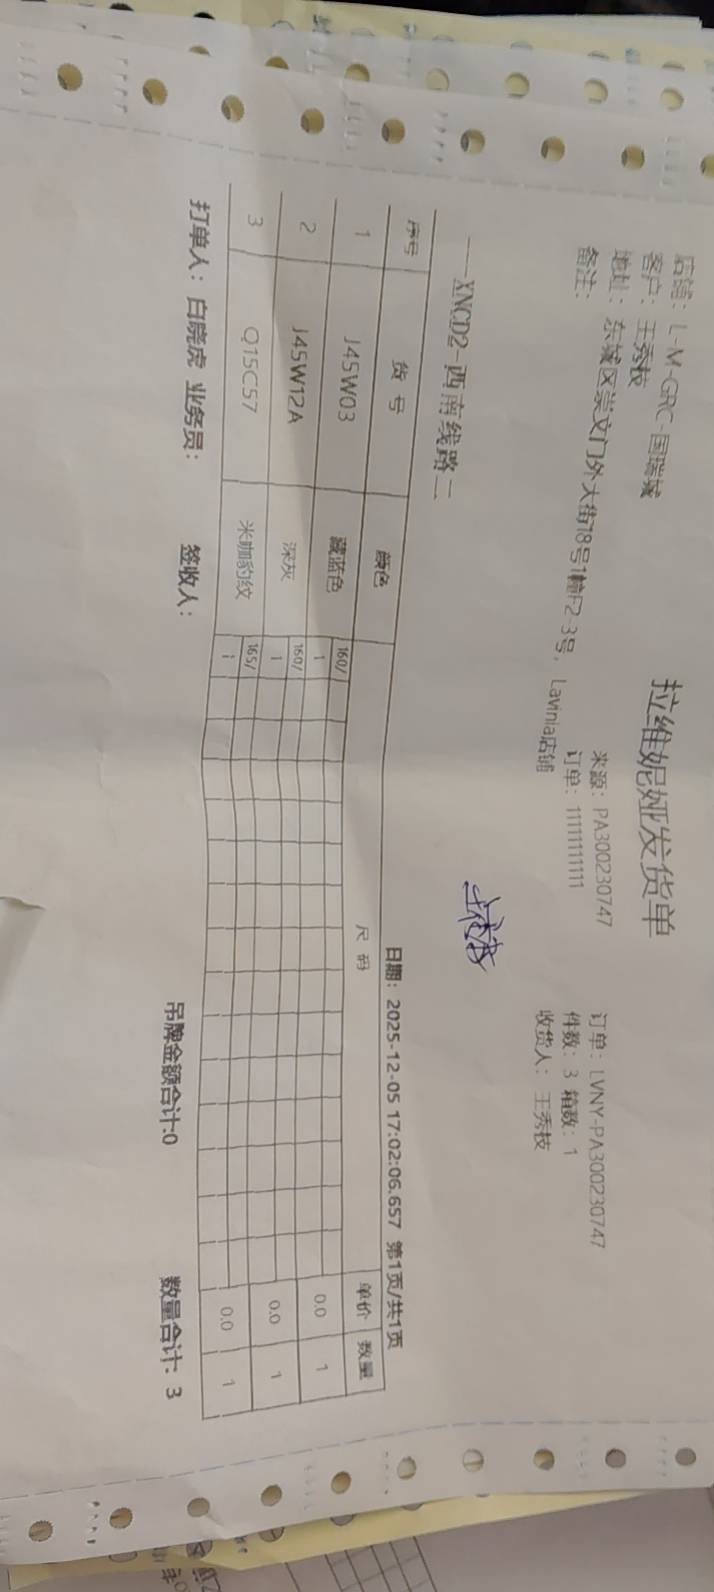 拉维妮娅发货单
店铺：L-M-GRC-国瑞城 来源：PA300230747 订单：LVNY-PA300230747
客户：王秀枝 订单：11111111111 件数：3 箱数：1
地址：东城区崇文门外大街18号1幢F2-3号，Lavinia店铺 收货人：王秀枝
备注：
XNCD2-西南线路二
日期：2025-12-05 17:02:06.657 第1页/共1页
序号 货 号 颜色 尺 码 单价 数量
1 J45W03 藏蓝色 160/ 0.0 1
1
2 J45W12A 深灰 160/ 0.0 1
1
3 Q15C57 米咖豹纹 165/ 0.0 1
1
吊牌金额合计:0 数量合计: 3
打单人：白晓虎 业务员： 签收人：